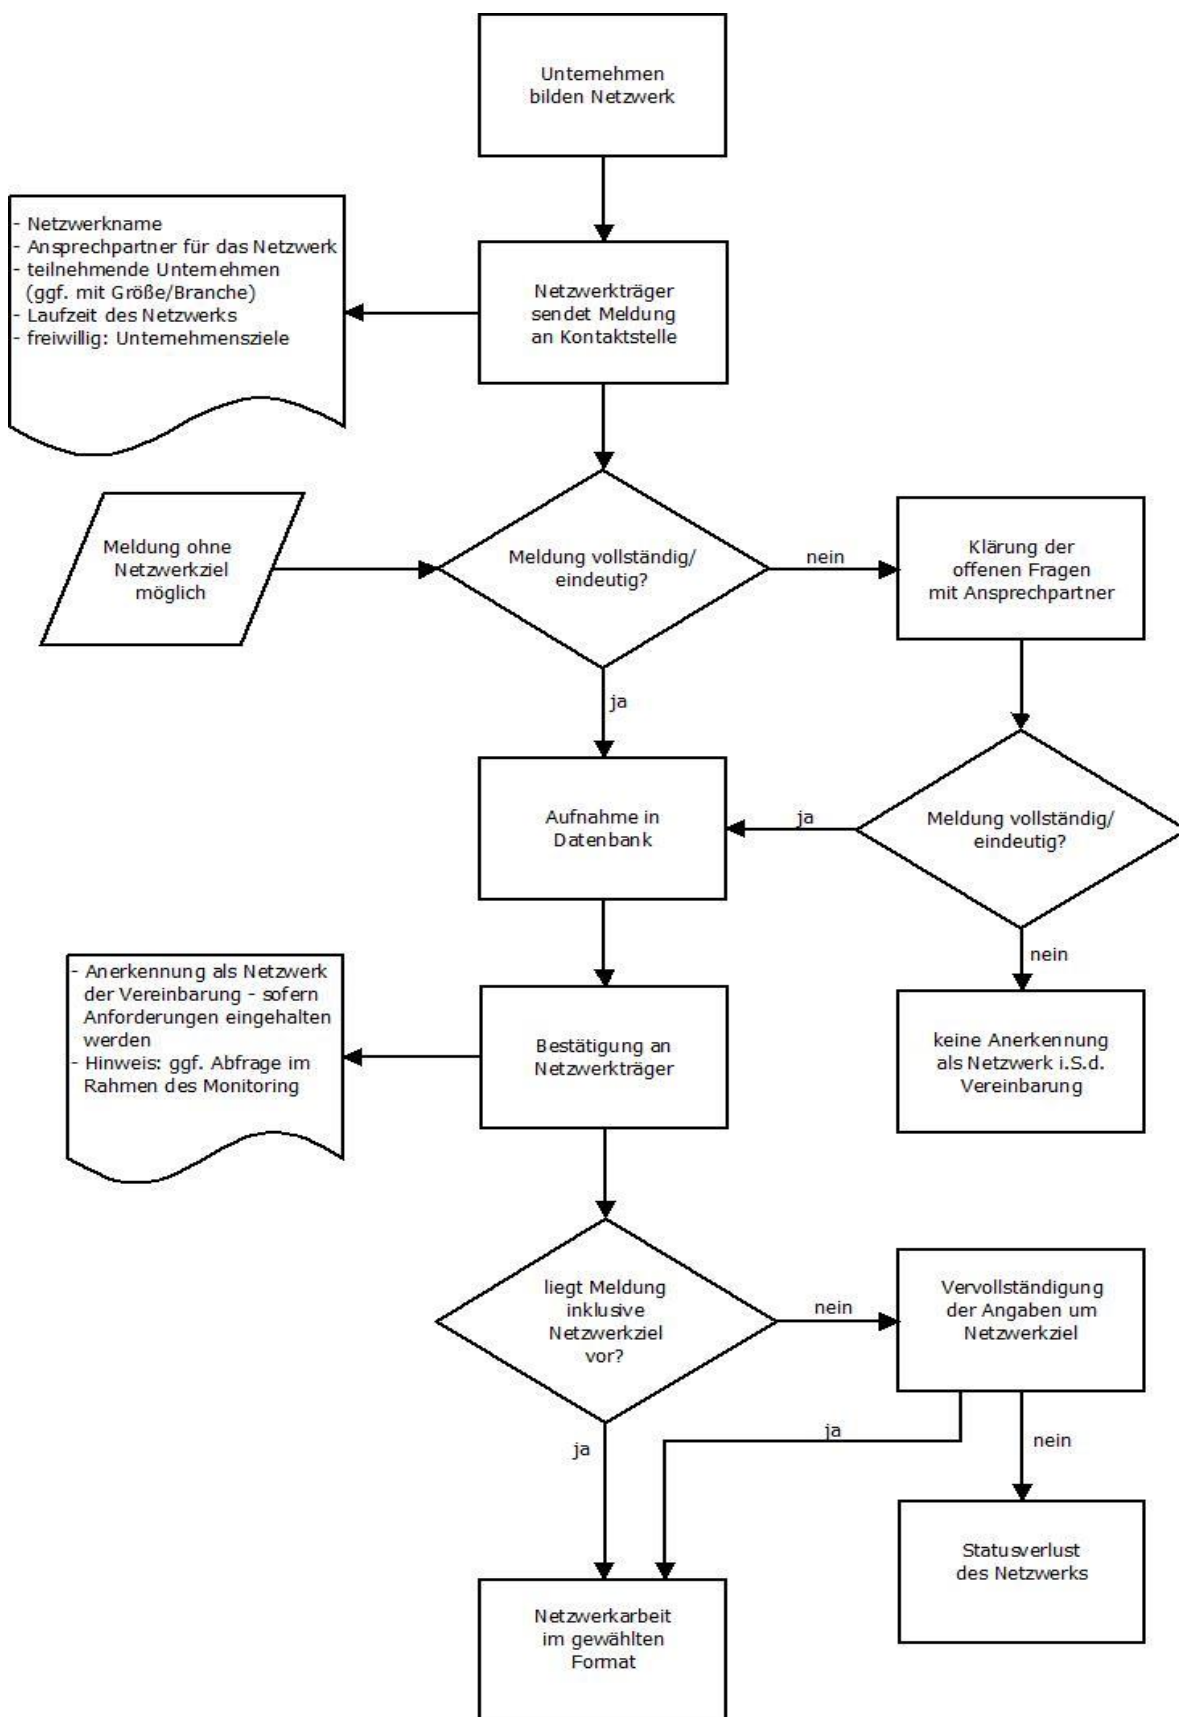 Unternehmen
bilden Netzwerk
- Netzwerkname
- Ansprechpartner für das Netzwerk
- teilnehmende Unternehmen
(ggf. mit Größe/Branche)
- Laufzeit des Netzwerks
- freiwillig: Unternehmensziele
Netzwerkträger
sendet Meldung
an Kontaktstelle
Meldung ohne
Netzwerkziel
möglich
Meldung vollständig/
eindeutig?
nein
Klärung der
offenen Fragen
mit Ansprechpartner
ja
Aufnahme in
Datenbank
ja
Meldung vollständig/
eindeutig?
nein
- Anerkennung als Netzwerk
der Vereinbarung - sofern
Anforderungen eingehalten
werden
- Hinweis: ggf. Abfrage im
Rahmen des Monitoring
Bestätigung an
Netzwerkträger
keine Anerkennung
als Netzwerk i.S.d.
Vereinbarung
liegt Meldung
inklusive
Netzwerkziel
vor?
nein
Vervollständigung
der Angaben um
Netzwerkziel
ja
ja
nein
Statusverlust
des Netzwerks
Netzwerkarbeit
im gewählten
Format